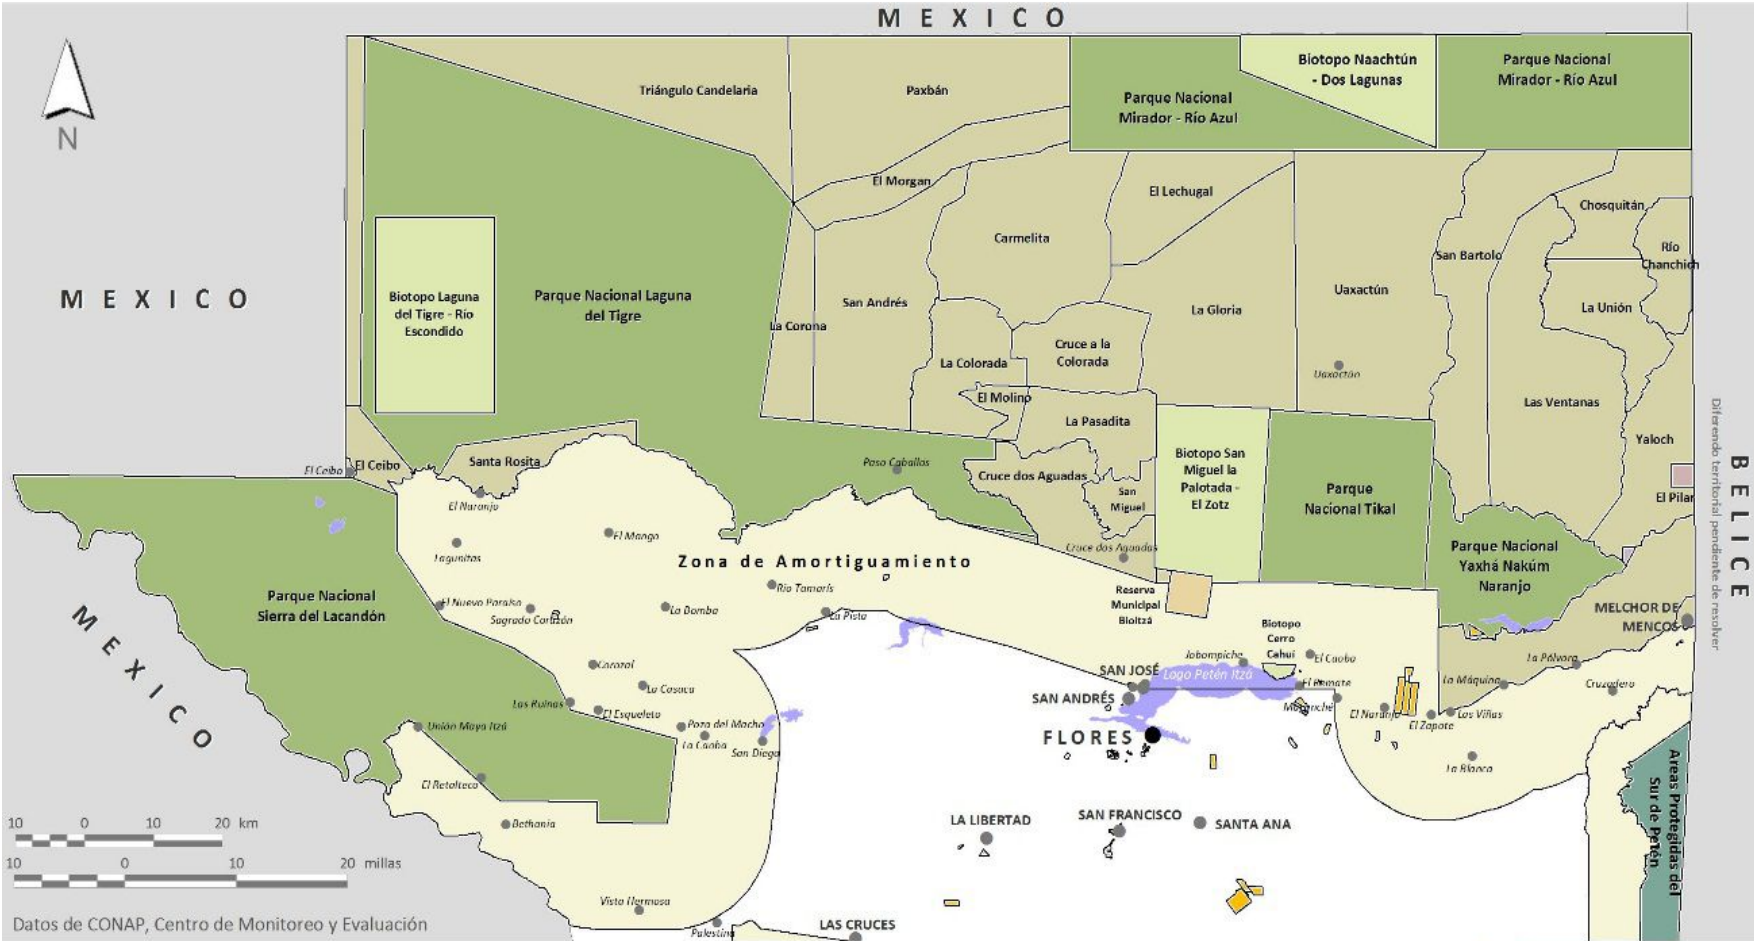 MEXICO
Biotopo Naachtún
- Dos Lagunas
Parque Nacional
Mirador - Río Azul
Triángulo Candelaria
Paxbán
Parque Nacional
Mirador - Río Azul
N
El Morgan
El Lechugal
Chosquitán
Carmelita
Río
Chanchich
San Bartolo
MEXICO
Biotopo Laguna
del Tigre - Río
Escondido
Parque Nacional Laguna
del Tigre
La Corona
San Andrés
La Gloria
Uaxactún
La Unión
Cruce a la
Colorada
La Colorada
Uaxactún
El Molino
La Pasadita
Las Ventanas
Yaloch
El Ceibo
El Ceibo
Santa Rosita
Paso Caballos
Cruce dos Aguadas
San
Miguel
Biotopo San
Miguel la
Palotada -
El Zotz
Parque
Nacional Tikal
El Pilar
BELICE
Diferendo territorial pendiente de resolver
El Naranjo
El Mango
Lagunitas
Zona de Amortiguamiento
Cruce dos Aguadas
Parque Nacional
Yaxhá Nakúm
Naranjo
Parque Nacional
Sierra del Lacandón
El Nuevo Paraíso
Sagrado Corazón
La Bomba
Rio Tamarís
La Pista
Reserva
Municipal
Bioitzá
Biotopo
Cerro
Cahuí
MELCHOR DE
MENCOS
MEXICO
Corozal
La Casaca
Los Ruinas
El Esqueleto
Unión Maya Itzá
Pozo del Macho
La Caoba
San Diego
SAN JOSÉ
Jobompiche
El Caoba
Lago Petén Itzá
El Remate
SAN ANDRÉS
Macanché
FLORES
La Pólvora
La Máquina
Cruzadero
El Naranjo
Las Viñas
El Zapote
La Blanca
El Retalteco
Bethania
Areas Protegidas del
Sur de Petén
LA LIBERTAD
SAN FRANCISCO
SANTA ANA
10 0 10 20 km
10 0 10 20 millas
Vista Hermosa
Palestina
LAS CRUCES
Datos de CONAP, Centro de Monitoreo y Evaluación